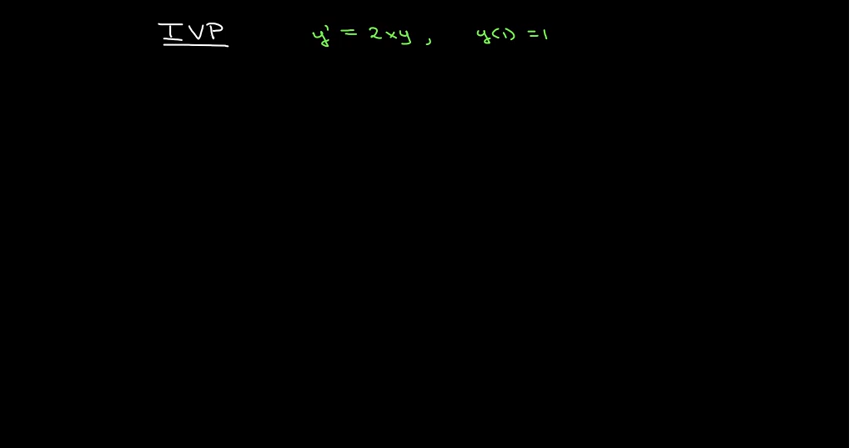 IVP y' = 2xy, y(1) = 1